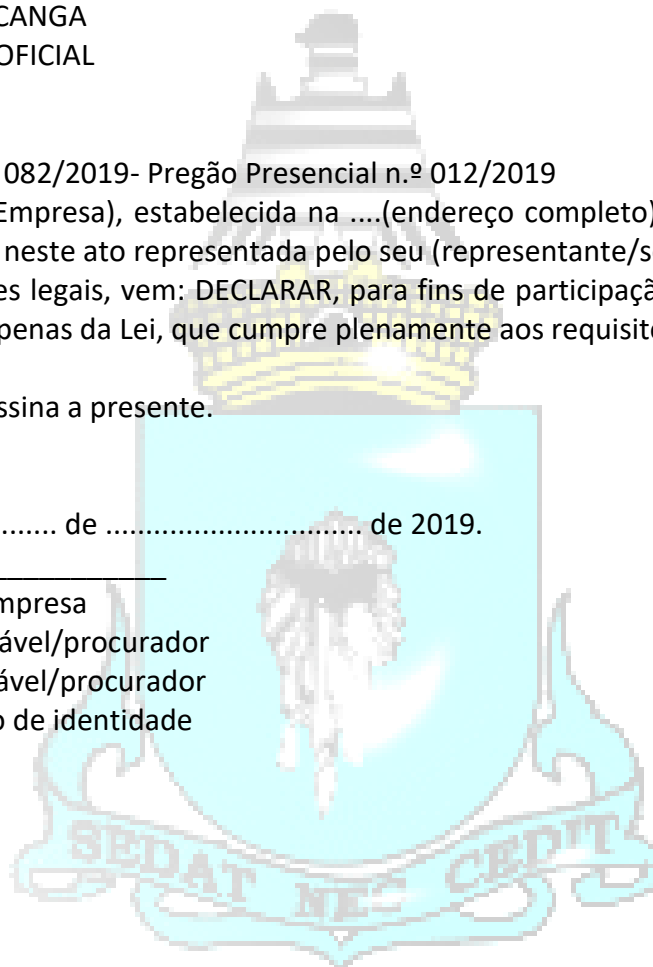 CANGA
OFICIAL
082/2019- Pregão Presencial n.º 012/2019
Empresa), estabelecida na ....(endereço completo)
neste ato representada pelo seu (representante/s
es legais, vem: DECLARAR, para fins de participaçã
penas da Lei, que cumpre plenamente aos requisit
ssina a presente.
........ de ................................ de 2019.
____________
mpresa
ável/procurador
ável/procurador
o de identidade
SEDAT NEC CEDIT